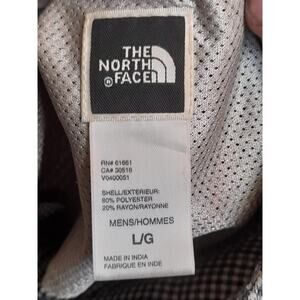 THE
NORTH
FACE
®
RN# 61661
CA# 30516
V0400051
SHELL/EXTERIEUR:
80% POLYESTER
20% RAYON/RAYONNE
MENS/HOMMES
L/G
MADE IN INDIA
FABRIQUE EN INDE